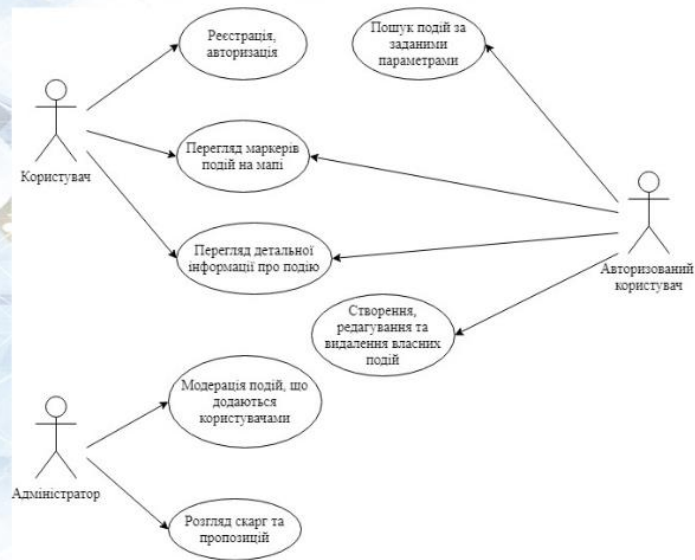 Реєстрація,
авторизація
Пошук подій за
заданими
параметрами
Користувач
Перегляд маркерів
подій на мапі
Перегляд детальної
інформації про подію
Авторизований
користувач
Створення,
редагування та
видалення власних
подій
Модерація подій, що
додаються
користувачами
Адміністратор
Розгляд скарг та
пропозицій